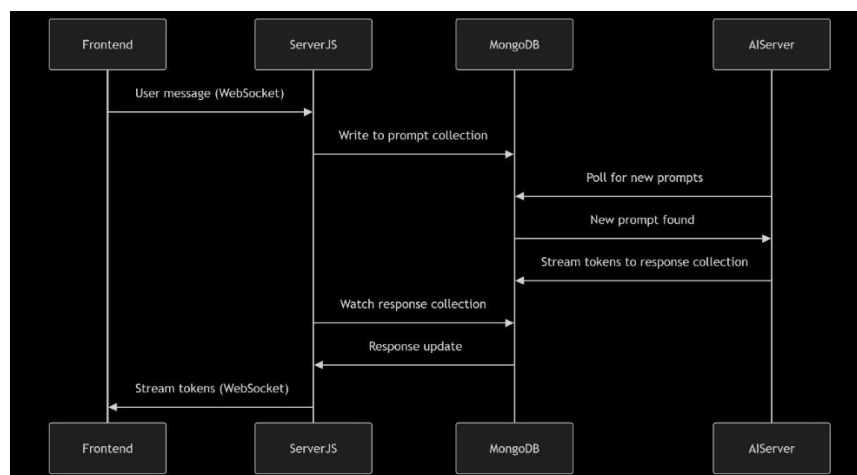 Frontend
ServerJS
MongoDB
AIServer
User message (WebSocket)
Write to prompt collection
Poll for new prompts
New prompt found
Stream tokens to response collection
Watch response collection
Response update
Stream tokens (WebSocket)
Frontend
ServerJS
MongoDB
AIServer